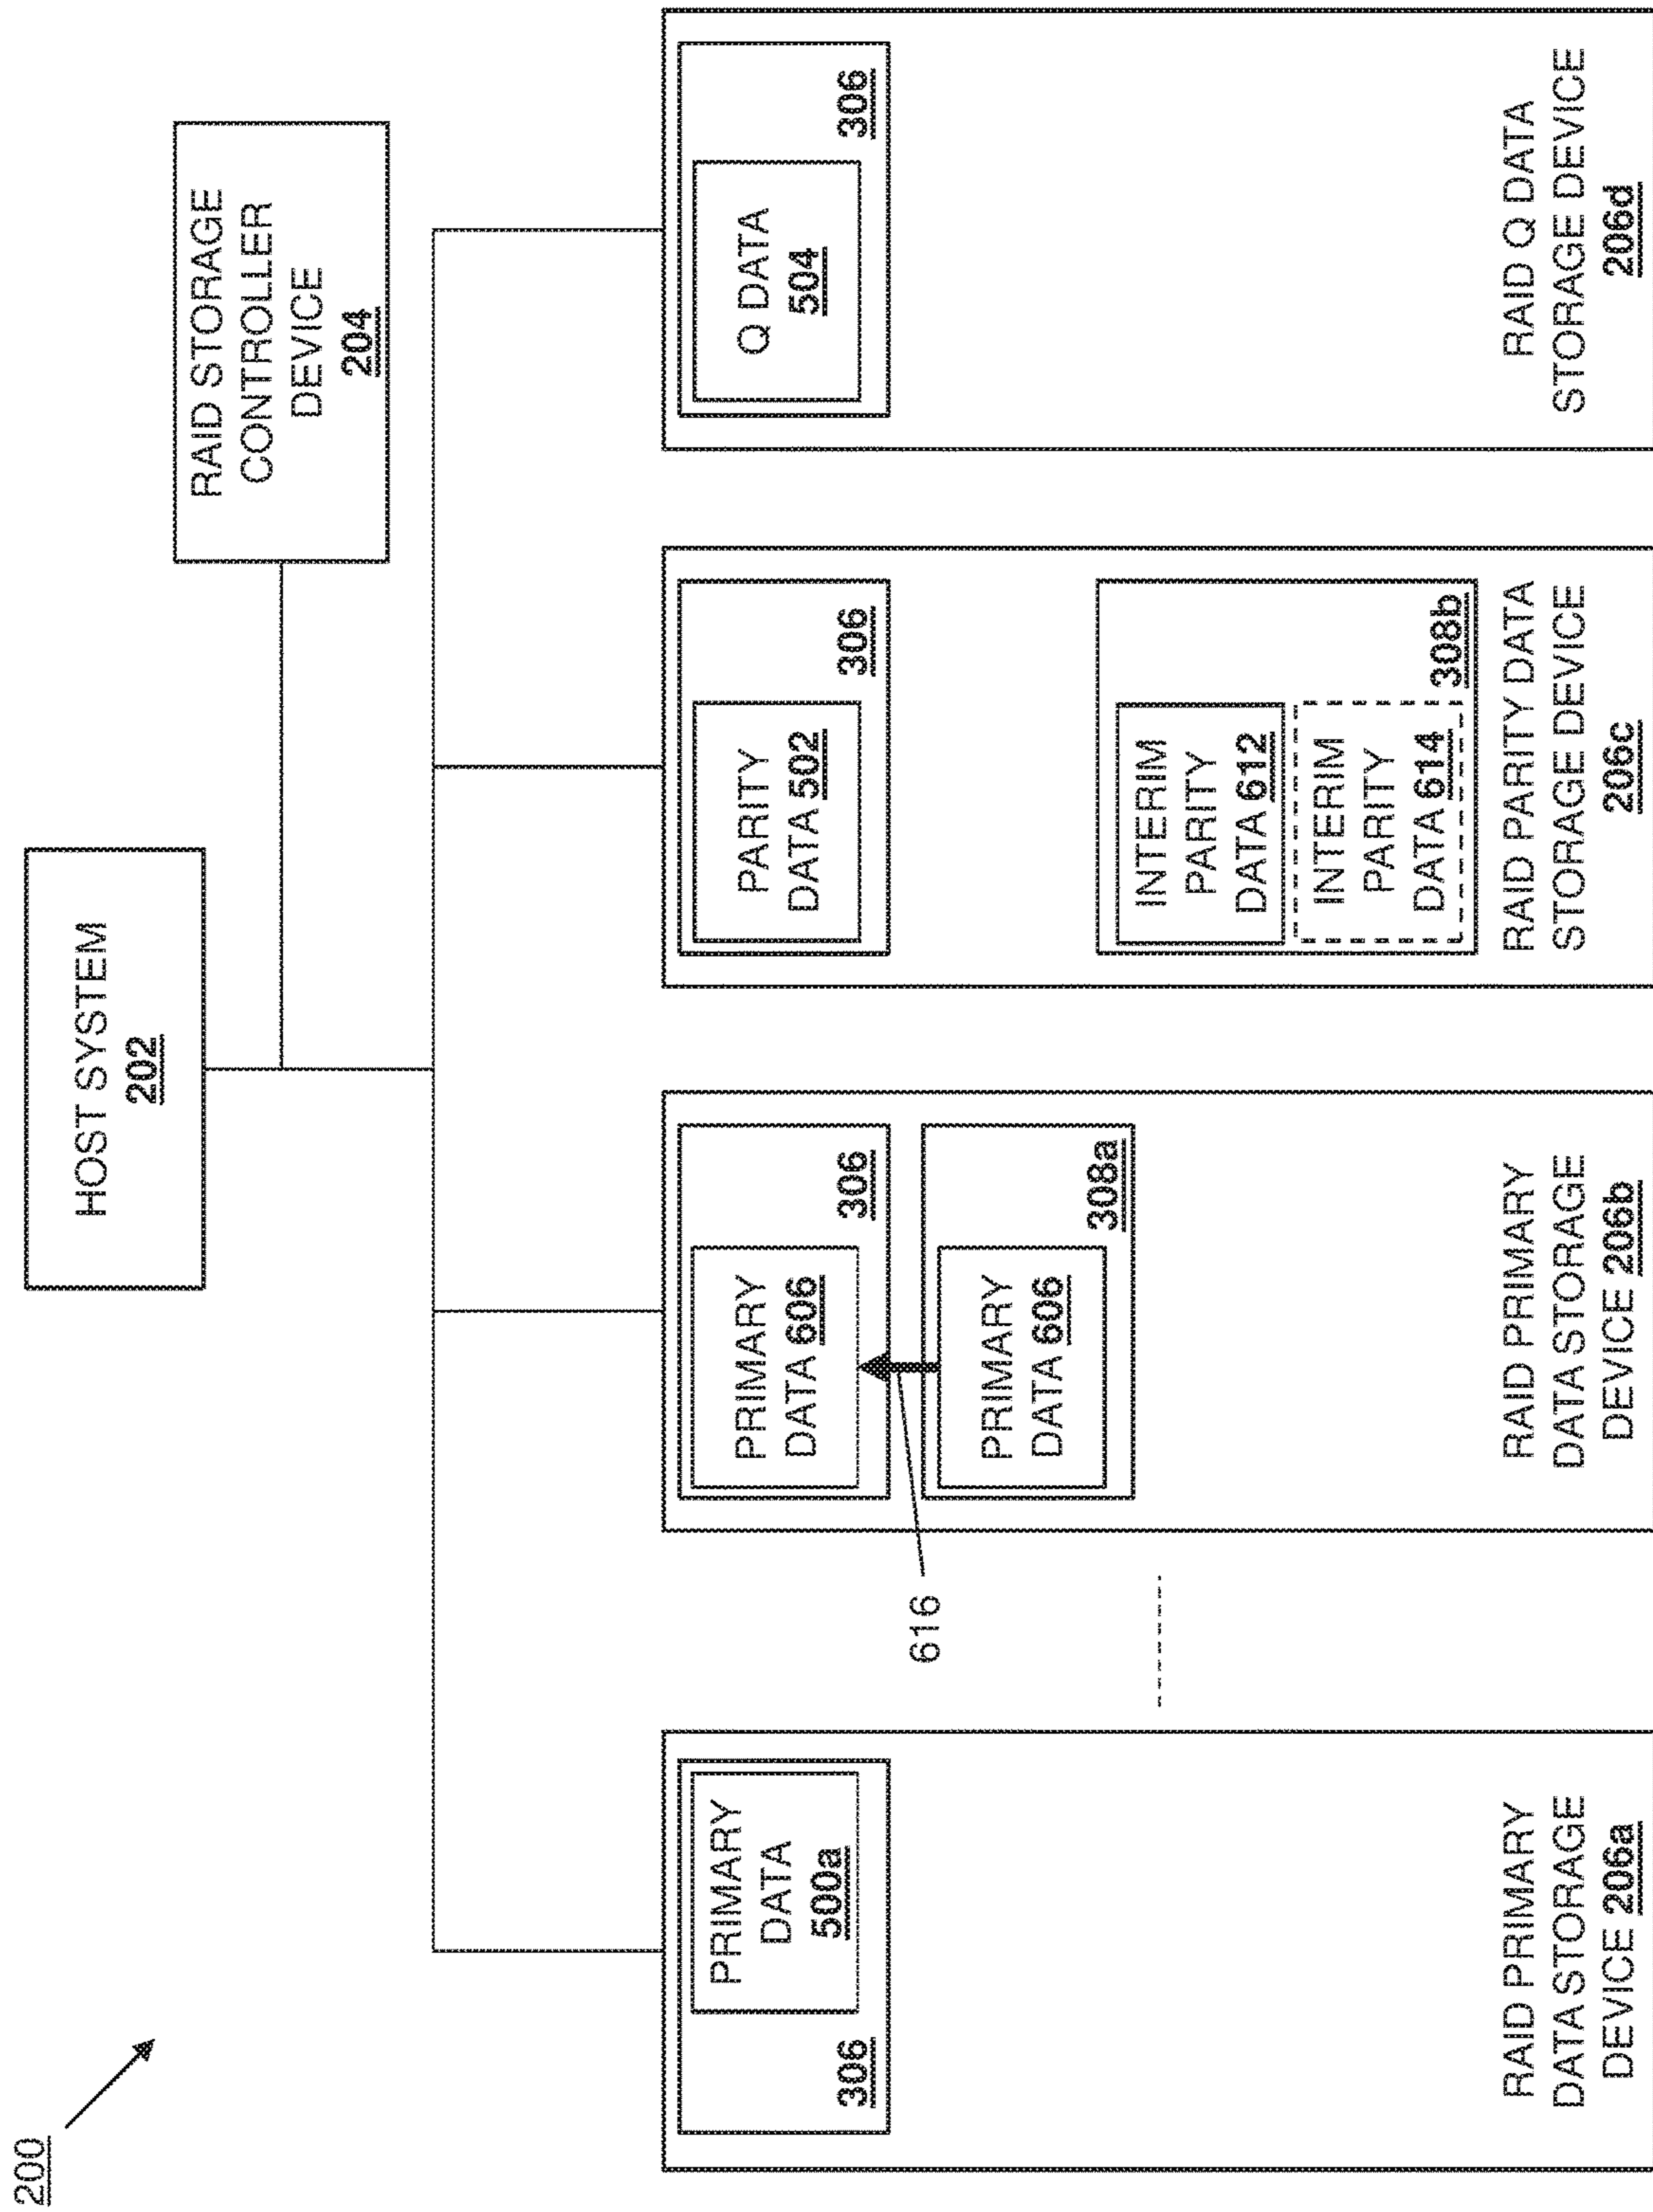 200
HOST SYSTEM
202
RAID STORAGE
CONTROLLER
DEVICE
204
PRIMARY
DATA
500a
306
RAID PRIMARY
DATA STORAGE
DEVICE 206a
616
PRIMARY
DATA 606
306
PRIMARY
DATA 606
308a
RAID PRIMARY
DATA STORAGE
DEVICE 206b
PARITY
DATA 502
306
INTERIM
PARITY
DATA 612
INTERIM
PARITY
DATA 614
308b
RAID PARITY DATA
STORAGE DEVICE
206c
Q DATA
504
306
RAID Q DATA
STORAGE DEVICE
206d